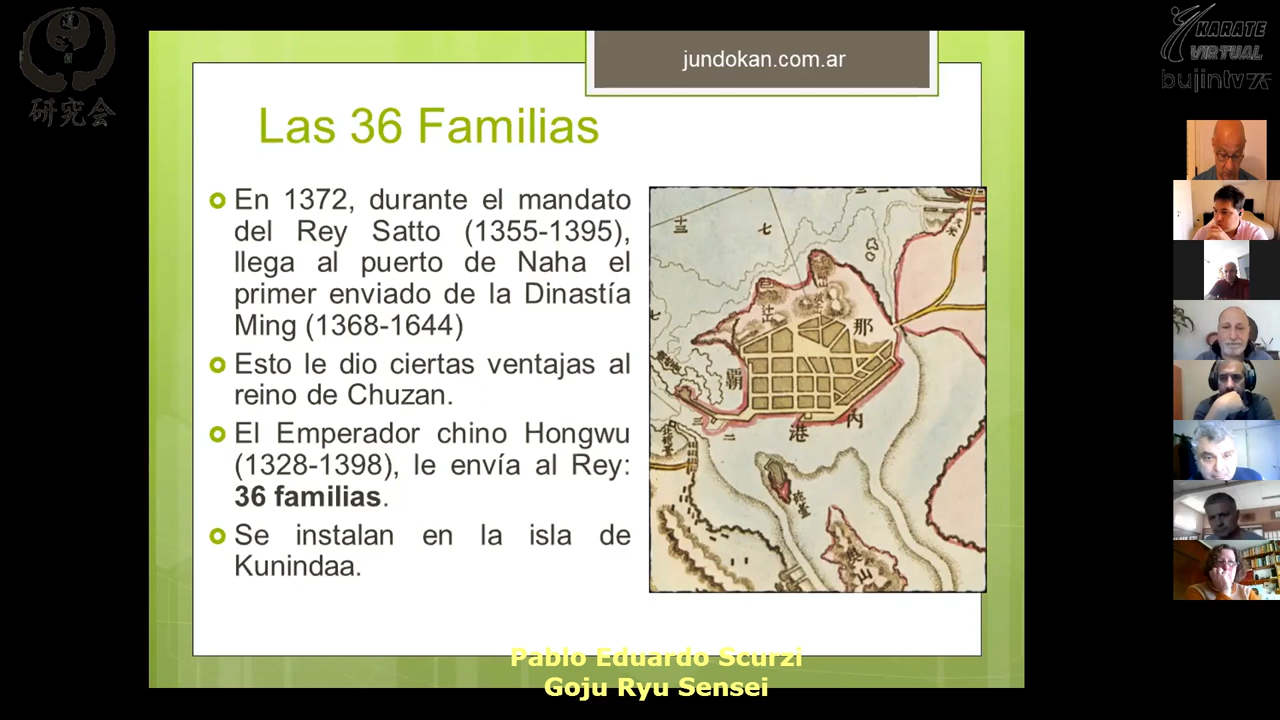 研究会
jundokan.com.ar
KARATE
VIRTUAL
bujintv
Las 36 Familias
En 1372, durante el mandato
del Rey Satto (1355-1395),
llega al puerto de Naha el
primer enviado de la Dinastía
Ming (1368-1644)
Esto le dio ciertas ventajas al
reino de Chuzan.
El Emperador chino Hongwu
(1328-1398), le envía al Rey:
36 familias.
Se instalan en la isla de
Kunindaa.
十三
七
那
覇
港
内
Pablo Eduardo Scurzi
Goju Ryu Sensei